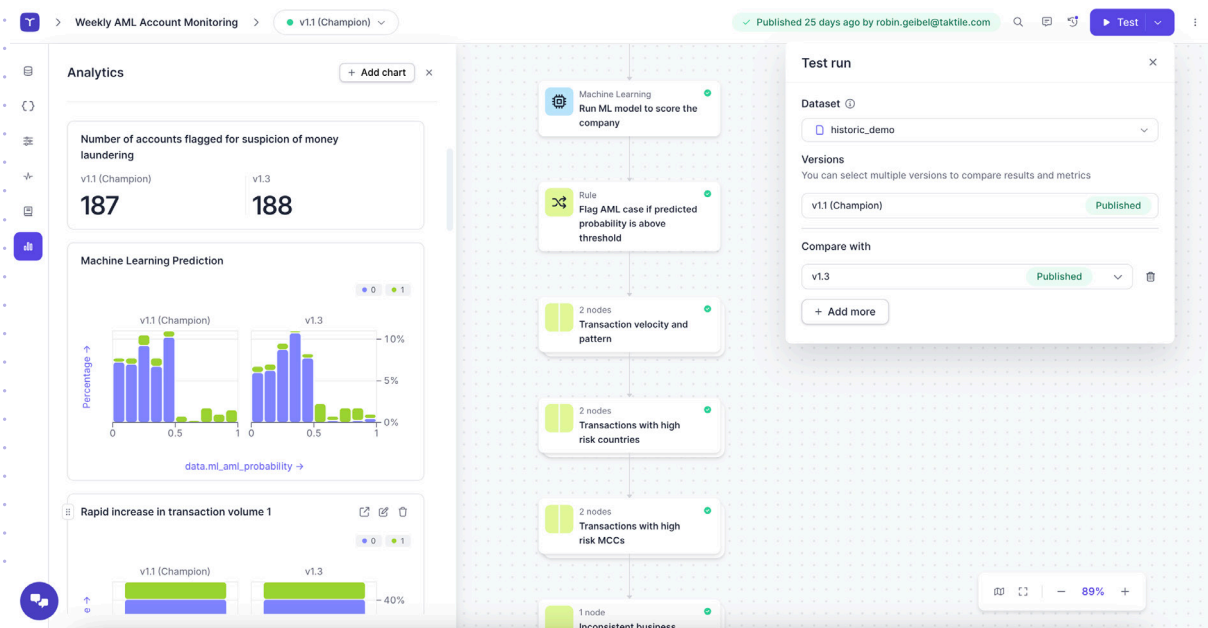 Weekly AML Account Monitoring
v1.1 (Champion)
Published 25 days ago by robin.geibel@taktile.com
Test
Analytics
+ Add chart
Number of accounts flagged for suspicion of money
laundering
v1.1 (Champion)
v1.3
187
188
Machine Learning Prediction
0
1
v1.1 (Champion)
v1.3
Percentage →
10%
5%
0%
0
0.5
1
0
0.5
1
data.ml_aml_probability →
Rapid increase in transaction volume 1
0
1
v1.1 (Champion)
v1.3
40%
e →
Machine Learning
Run ML model to score the
company
Rule
Flag AML case if predicted
probability is above
threshold
2 nodes
Transaction velocity and
pattern
2 nodes
Transactions with high
risk countries
2 nodes
Transactions with high
risk MCCs
1 node
Inconsistent business
Test run
Dataset
historic_demo
Versions
You can select multiple versions to compare results and metrics
v1.1 (Champion)
Published
Compare with
v1.3
Published
+ Add more
89%